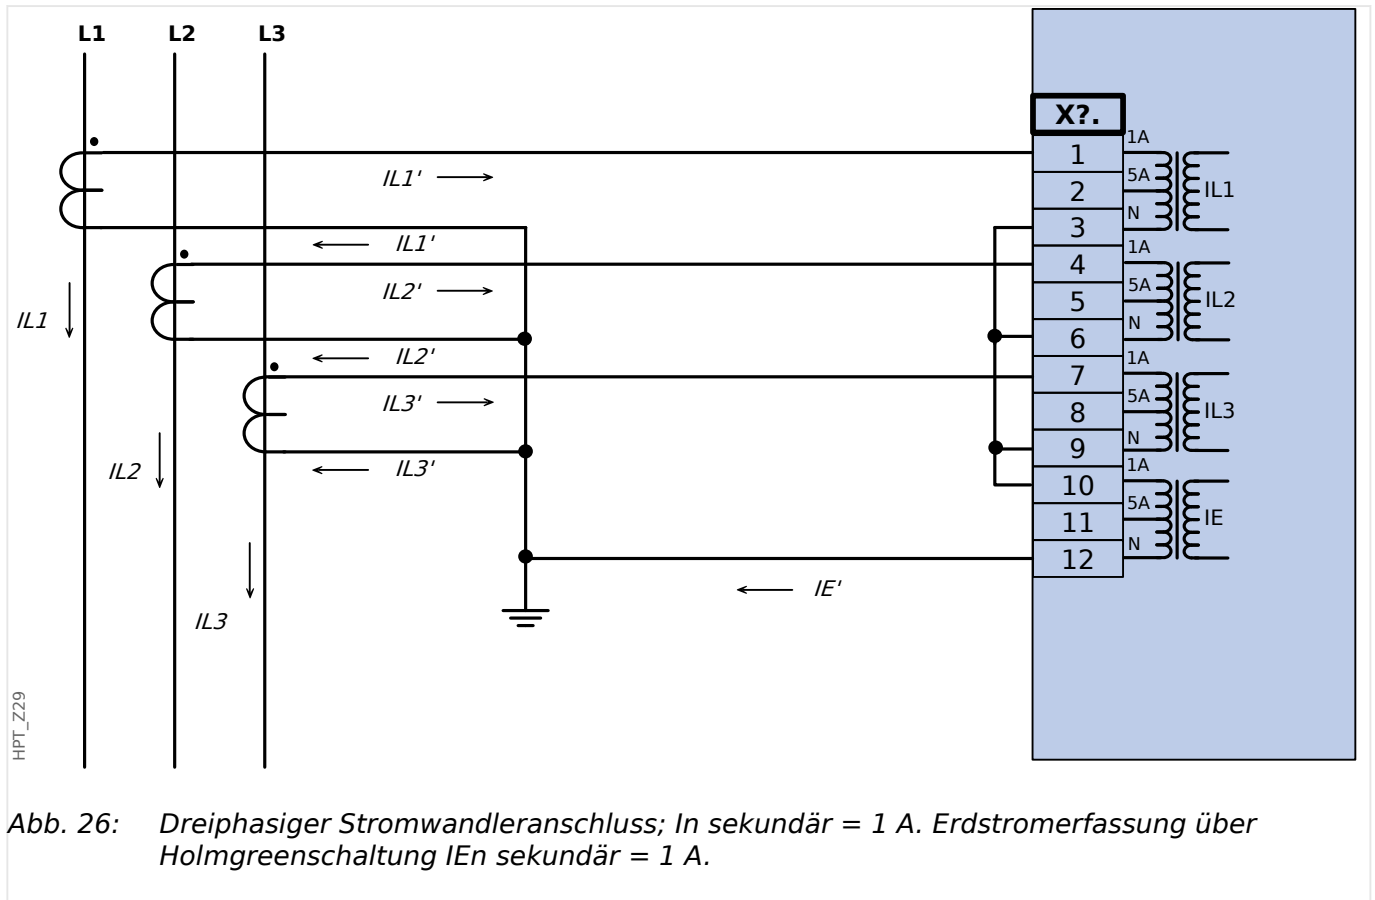 L1 L2 L3
X?.
1A
1
IL1'
5A
2
IL1
N
3
IL1'
1A
4
IL2'
5A
5
IL2
IL1
N
6
IL2'
1A
7
IL3'
5A
8
IL3
N
9
IL3'
IL2
1A
10
5A
11
IE
N
12
IE'
IL3
HPT_Z29
Abb. 26: Dreiphasiger Stromwandleranschluss; In sekundär = 1 A. Erdstromerfassung über
Holmgreenschaltung IEn sekundär = 1 A.